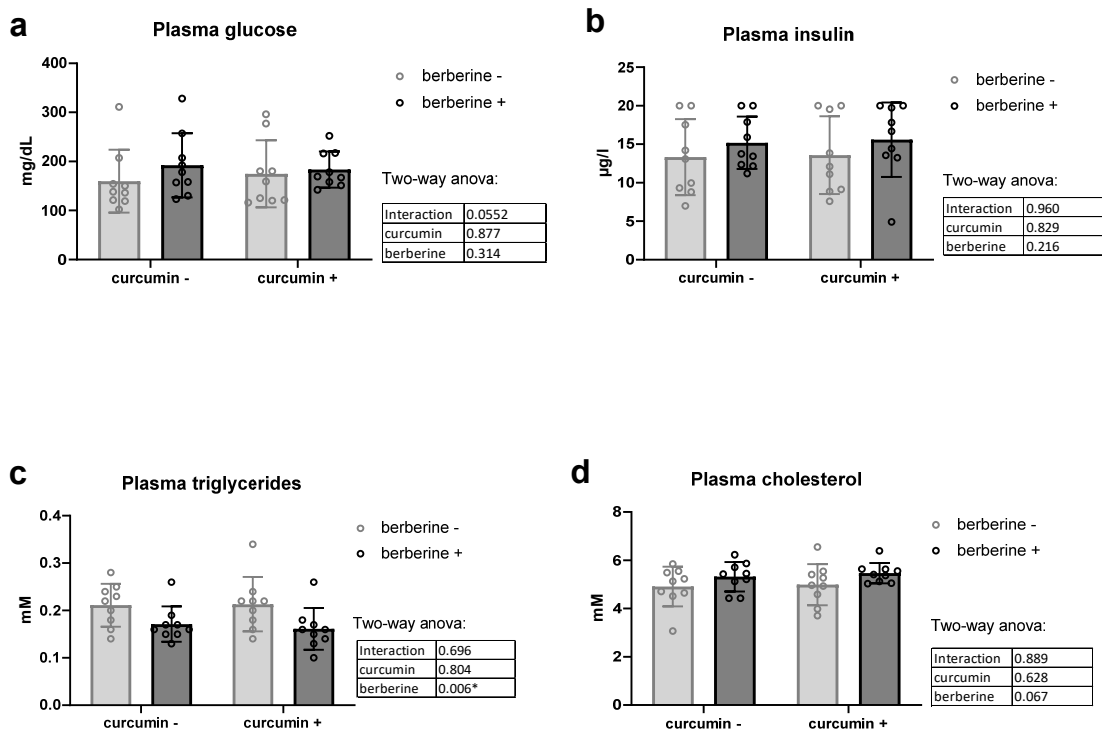 a
Plasma glucose
400
300
200
100
0
mg/dL
curcumin -
curcumin +
berberine -
berberine +
Two-way anova:
Interaction 0.0552
curcumin 0.877
berberine 0.314
b
Plasma insulin
25
20
15
10
5
0
µg/l
curcumin -
curcumin +
berberine -
berberine +
Two-way anova:
Interaction 0.960
curcumin 0.829
berberine 0.216
c
Plasma triglycerides
0.4
0.3
0.2
0.1
0.0
mM
curcumin -
curcumin +
berberine -
berberine +
Two-way anova:
Interaction 0.696
curcumin 0.804
berberine 0.006*
d
Plasma cholesterol
8
6
4
2
0
mM
curcumin -
curcumin +
berberine -
berberine +
Two-way anova:
Interaction 0.889
curcumin 0.628
berberine 0.067